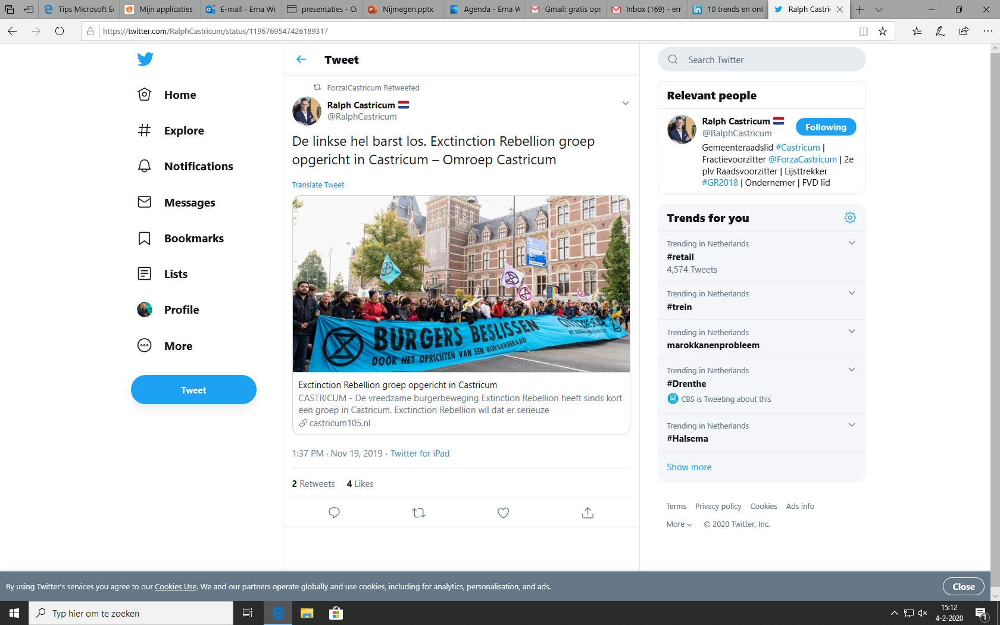 Tips Microsoft Ed
Mijn applicaties
E-mail - Erna Wi
presentaties - On
Nijmegen.pptx
Agenda - Erna W
Gmail: gratis ops
Inbox (169) - err
10 trends en ont
Ralph Castric
https://twitter.com/RalphCastricum/status/1196769547426189317
Home
Explore
Notifications
Messages
Bookmarks
Lists
Profile
More
Tweet
Tweet
Forza!Castricum Retweeted
Ralph Castricum
@RalphCastricum
De linkse hel barst los. Exctinction Rebellion groep
opgericht in Castricum – Omroep Castricum
Translate Tweet
BURGERS BESLISSEN
DOOR HET OPRICHTEN VAN EEN BURGERBERAAD
Exctinction Rebellion groep opgericht in Castricum
CASTRICUM - De vreedzame burgerbeweging Extinction Rebellion heeft sinds kort
een groep in Castricum. Exctinction Rebellion wil dat er serieuze
castricum105.nl
1:37 PM · Nov 19, 2019 · Twitter for iPad
2 Retweets 4 Likes
Search Twitter
Relevant people
Ralph Castricum
@RalphCastricum
Following
Gemeenteraadslid #Castricum |
Fractievoorzitter @ForzaCastricum | 2e
plv Raadsvoorzitter | Lijsttrekker
#GR2018 | Ondernemer | FVD lid
Trends for you
Trending in Netherlands
#retail
4,574 Tweets
Trending in Netherlands
#trein
Trending in Netherlands
marokkanenprobleem
Trending in Netherlands
#Drenthe
CBS is Tweeting about this
Trending in Netherlands
#Halsema
Show more
Terms Privacy policy Cookies Ads info
More © 2020 Twitter, Inc.
By using Twitter's services you agree to our Cookies Use. We and our partners operate globally and use cookies, including for analytics, personalisation, and ads.
Close
Typ hier om te zoeken
15:12
4-2-2020
1